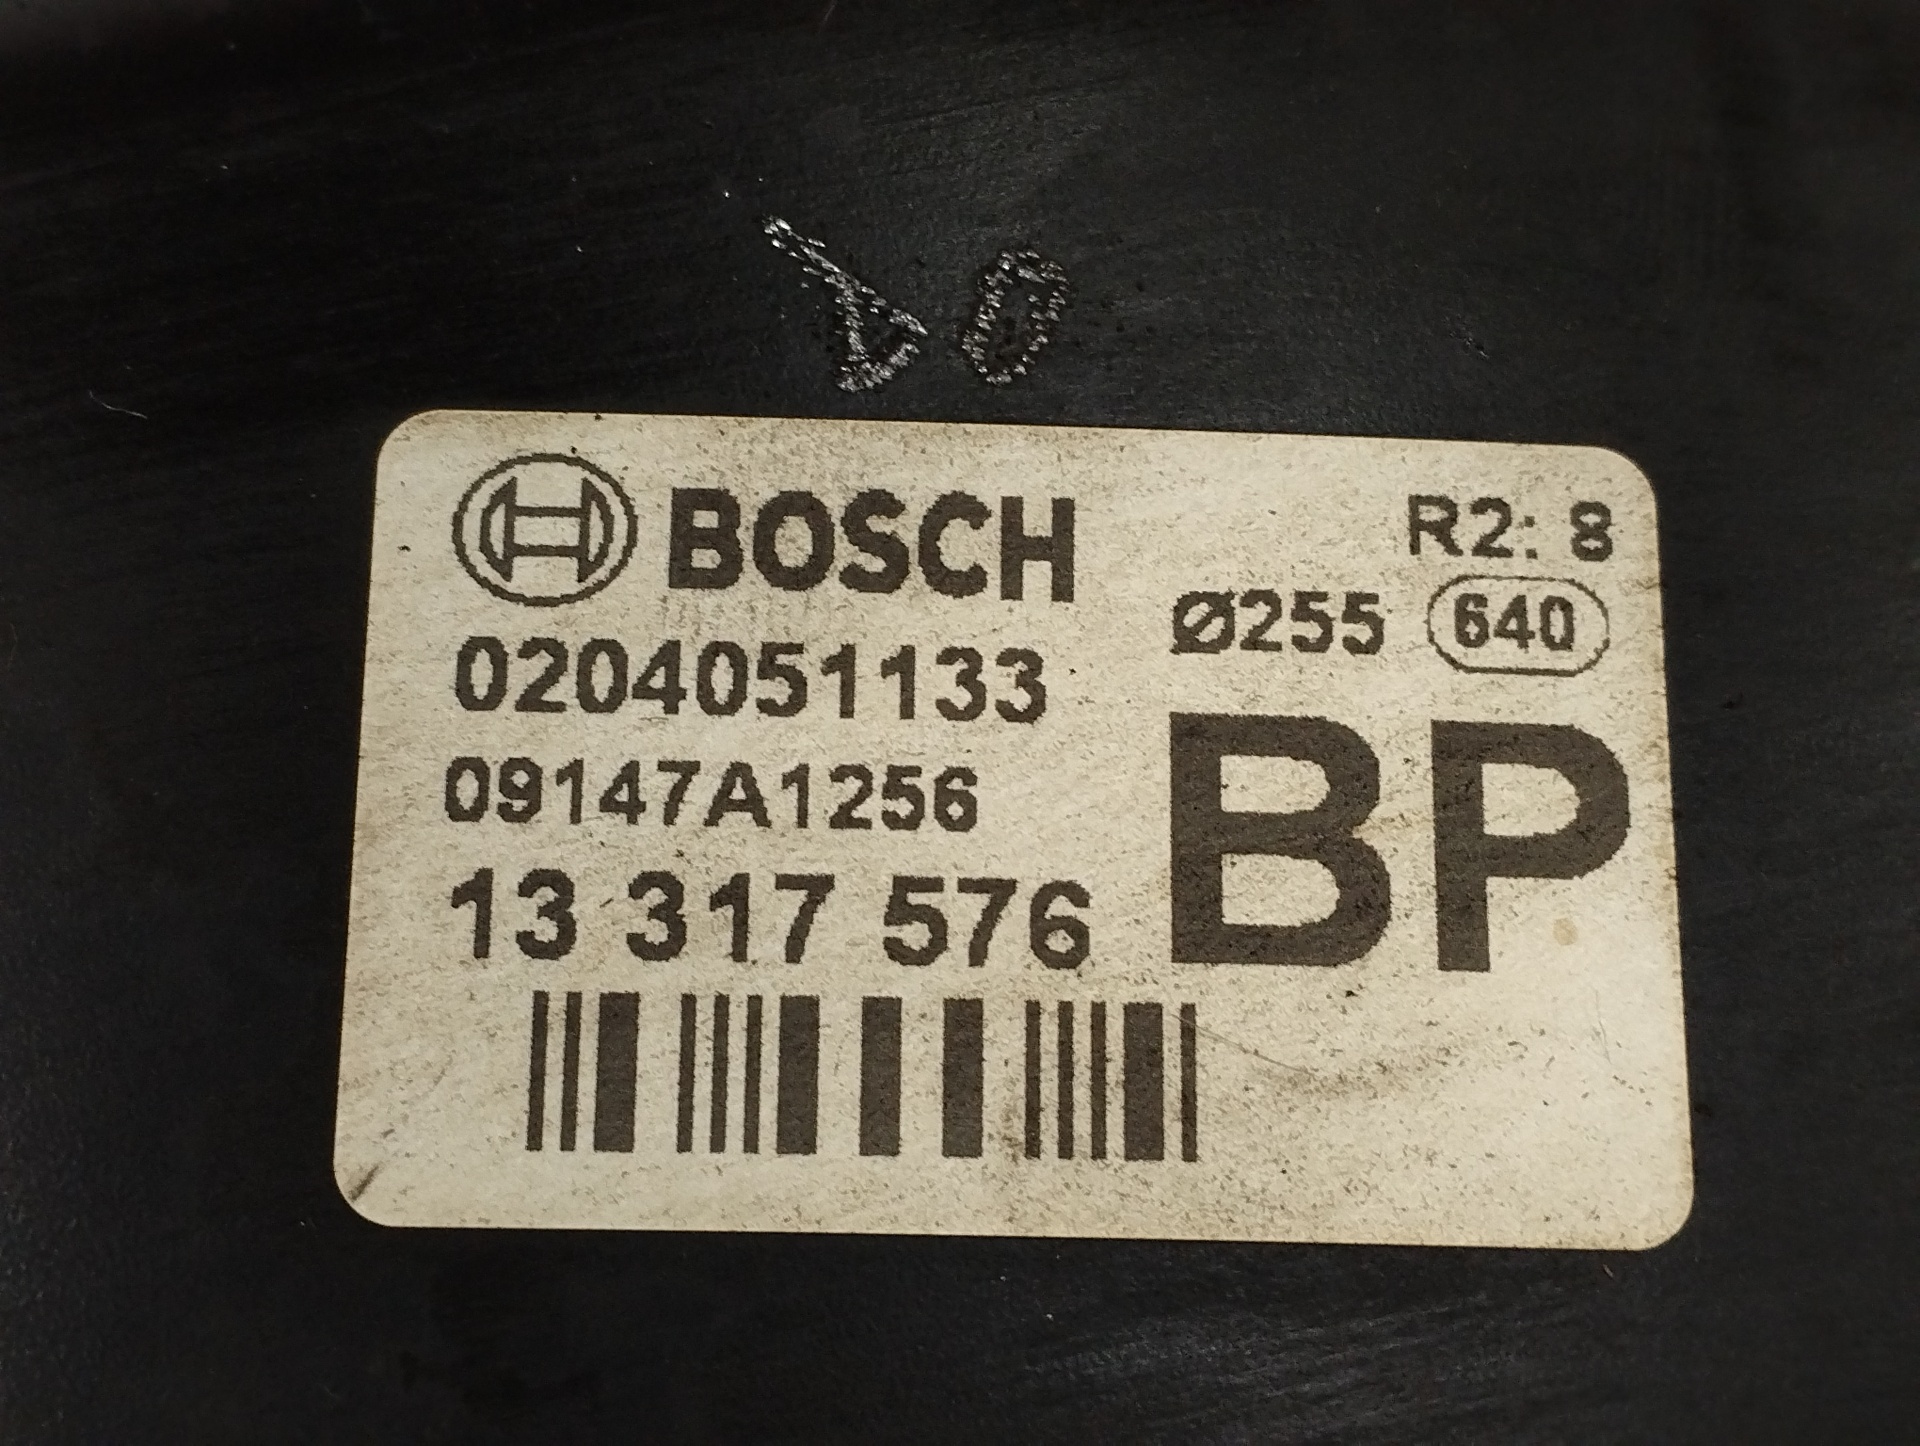 BOSCH
R2: 8
Ø255 640
0204051133
09147A1256
13 317 576
BP